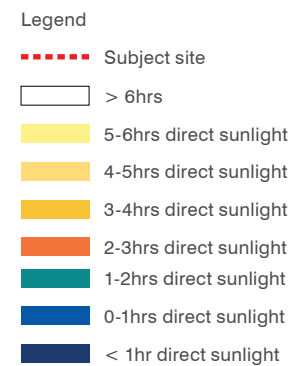 Legend
Subject site
> 6hrs
5-6hrs direct sunlight
4-5hrs direct sunlight
3-4hrs direct sunlight
2-3hrs direct sunlight
1-2hrs direct sunlight
0-1hrs direct sunlight
< 1hr direct sunlight